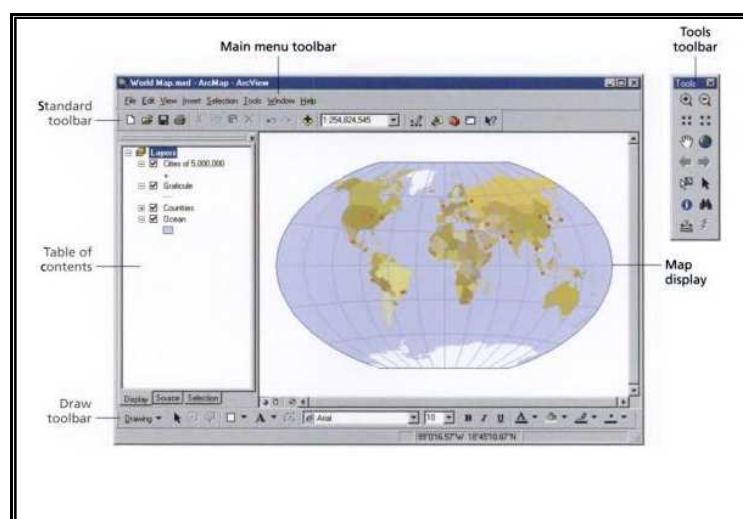 Main menu toolbar
Tools
toolbar
World Map.mxd - ArcMap - ArcView
Tools
File Edit View Insert Selection Tools Window Help
Standard
toolbar
1:254,824,545
Layers
Cities of 5,000,000
Graticule
Countries
Ocean
Table of
contents
Map
display
Display Source Selection
Draw
toolbar
Drawing A Arial 10 B I U A